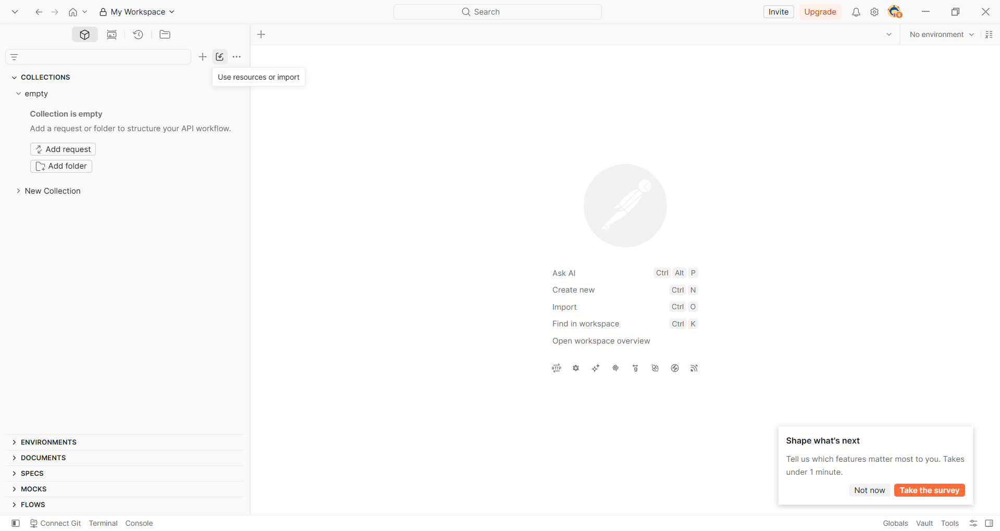 My Workspace
Search
Invite
Upgrade
No environment
Use resources or import
COLLECTIONS
empty
Collection is empty
Add a request or folder to structure your API workflow.
Add request
Add folder
New Collection
Ask AI Ctrl Alt P
Create new Ctrl N
Import Ctrl O
Find in workspace Ctrl K
Open workspace overview
HTTP
g
ENVIRONMENTS
DOCUMENTS
SPECS
MOCKS
FLOWS
Shape what's next
Tell us which features matter most to you. Takes
under 1 minute.
Not now
Take the survey
Connect Git
Terminal
Console
Globals
Vault
Tools